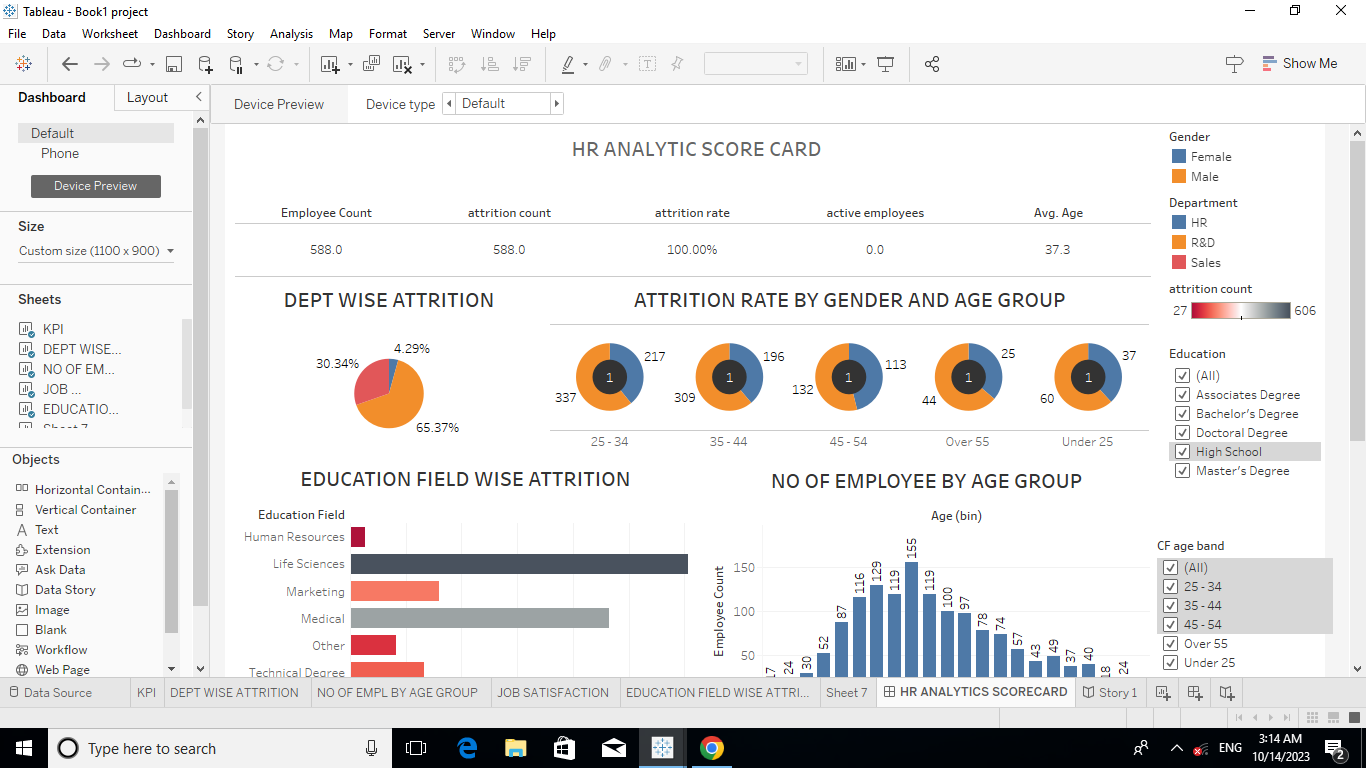 Tableau - Book1 project
File Data Worksheet Dashboard Story Analysis Map Format Server Window Help
Show Me
Dashboard Layout
Device Preview Device type Default
Default
Phone
Device Preview
Size
Custom size (1100 x 900)
Sheets
KPI
DEPT WISE...
NO OF EM...
JOB ...
EDUCATIO...
Objects
Horizontal Contain...
Vertical Container
Text
Extension
Ask Data
Data Story
Image
Blank
Workflow
Web Page
HR ANALYTIC SCORE CARD
Employee Count attrition count attrition rate active employees Avg. Age
588.0 588.0 100.00% 0.0 37.3
DEPT WISE ATTRITION
4.29%
30.34%
65.37%
ATTRITION RATE BY GENDER AND AGE GROUP
217 196 113 25 37
1 1 1 1 1
337 309 132 44 60
25 - 34 35 - 44 45 - 54 Over 55 Under 25
EDUCATION FIELD WISE ATTRITION
Education Field
Human Resources
Life Sciences
Marketing
Medical
Other
Technical Degree
NO OF EMPLOYEE BY AGE GROUP
Age (bin)
Employee Count
150
100
50
17 24 30 52 87 116 129 119 155 119 100 97 78 74 57 43 49 37 40 18 24
Gender
Female
Male
Department
HR
R&D
Sales
attrition count
27 606
Education
(All)
Associates Degree
Bachelor's Degree
Doctoral Degree
High School
Master's Degree
CF age band
(All)
25 - 34
35 - 44
45 - 54
Over 55
Under 25
Data Source KPI DEPT WISE ATTRITION NO OF EMPL BY AGE GROUP JOB SATISFACTION EDUCATION FIELD WISE ATTRI... Sheet 7 HR ANALYTICS SCORECARD Story 1
Type here to search
ENG
3:14 AM
10/14/2023
2